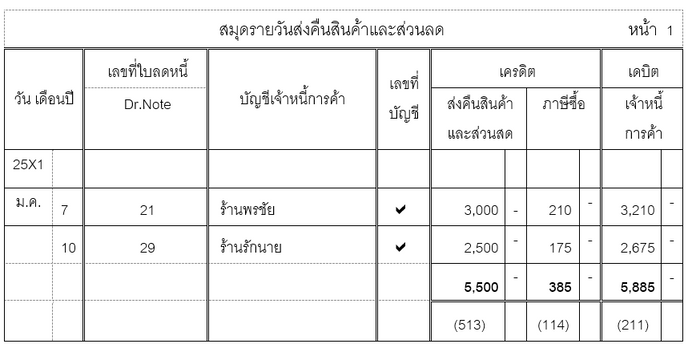 สมุดรายวันส่งคืนสินค้าและส่วนลด หน้า 1
วัน เดือนปี เลขที่ใบลดหนี้ Dr.Note บัญชีเจ้าหนี้การค้า เลขที่บัญชี เครดิต เดบิต
ส่งคืนสินค้า ภาษีซื้อ เจ้าหนี้
และส่วนสด การค้า
25X1
ม.ค. 7 21 ร้านพรชัย ✔ 3,000 - 210 - 3,210 -
10 29 ร้านรักนาย ✔ 2,500 - 175 - 2,675 -
5,500 - 385 - 5,885 -
(513) (114) (211)